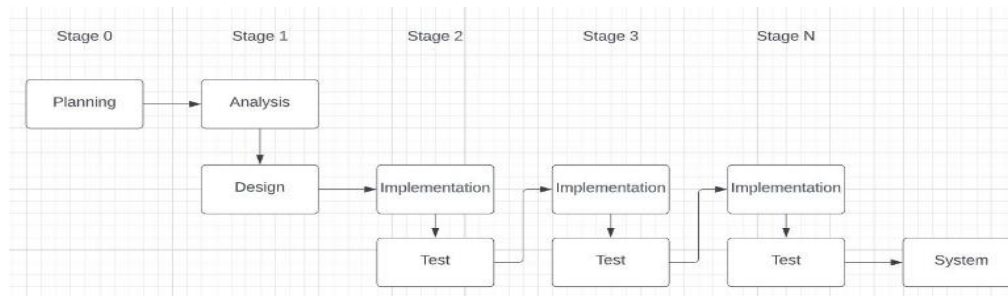 Stage 0 Stage 1 Stage 2 Stage 3 Stage N
Planning Analysis
Design Implementation Implementation Implementation
Test Test Test System